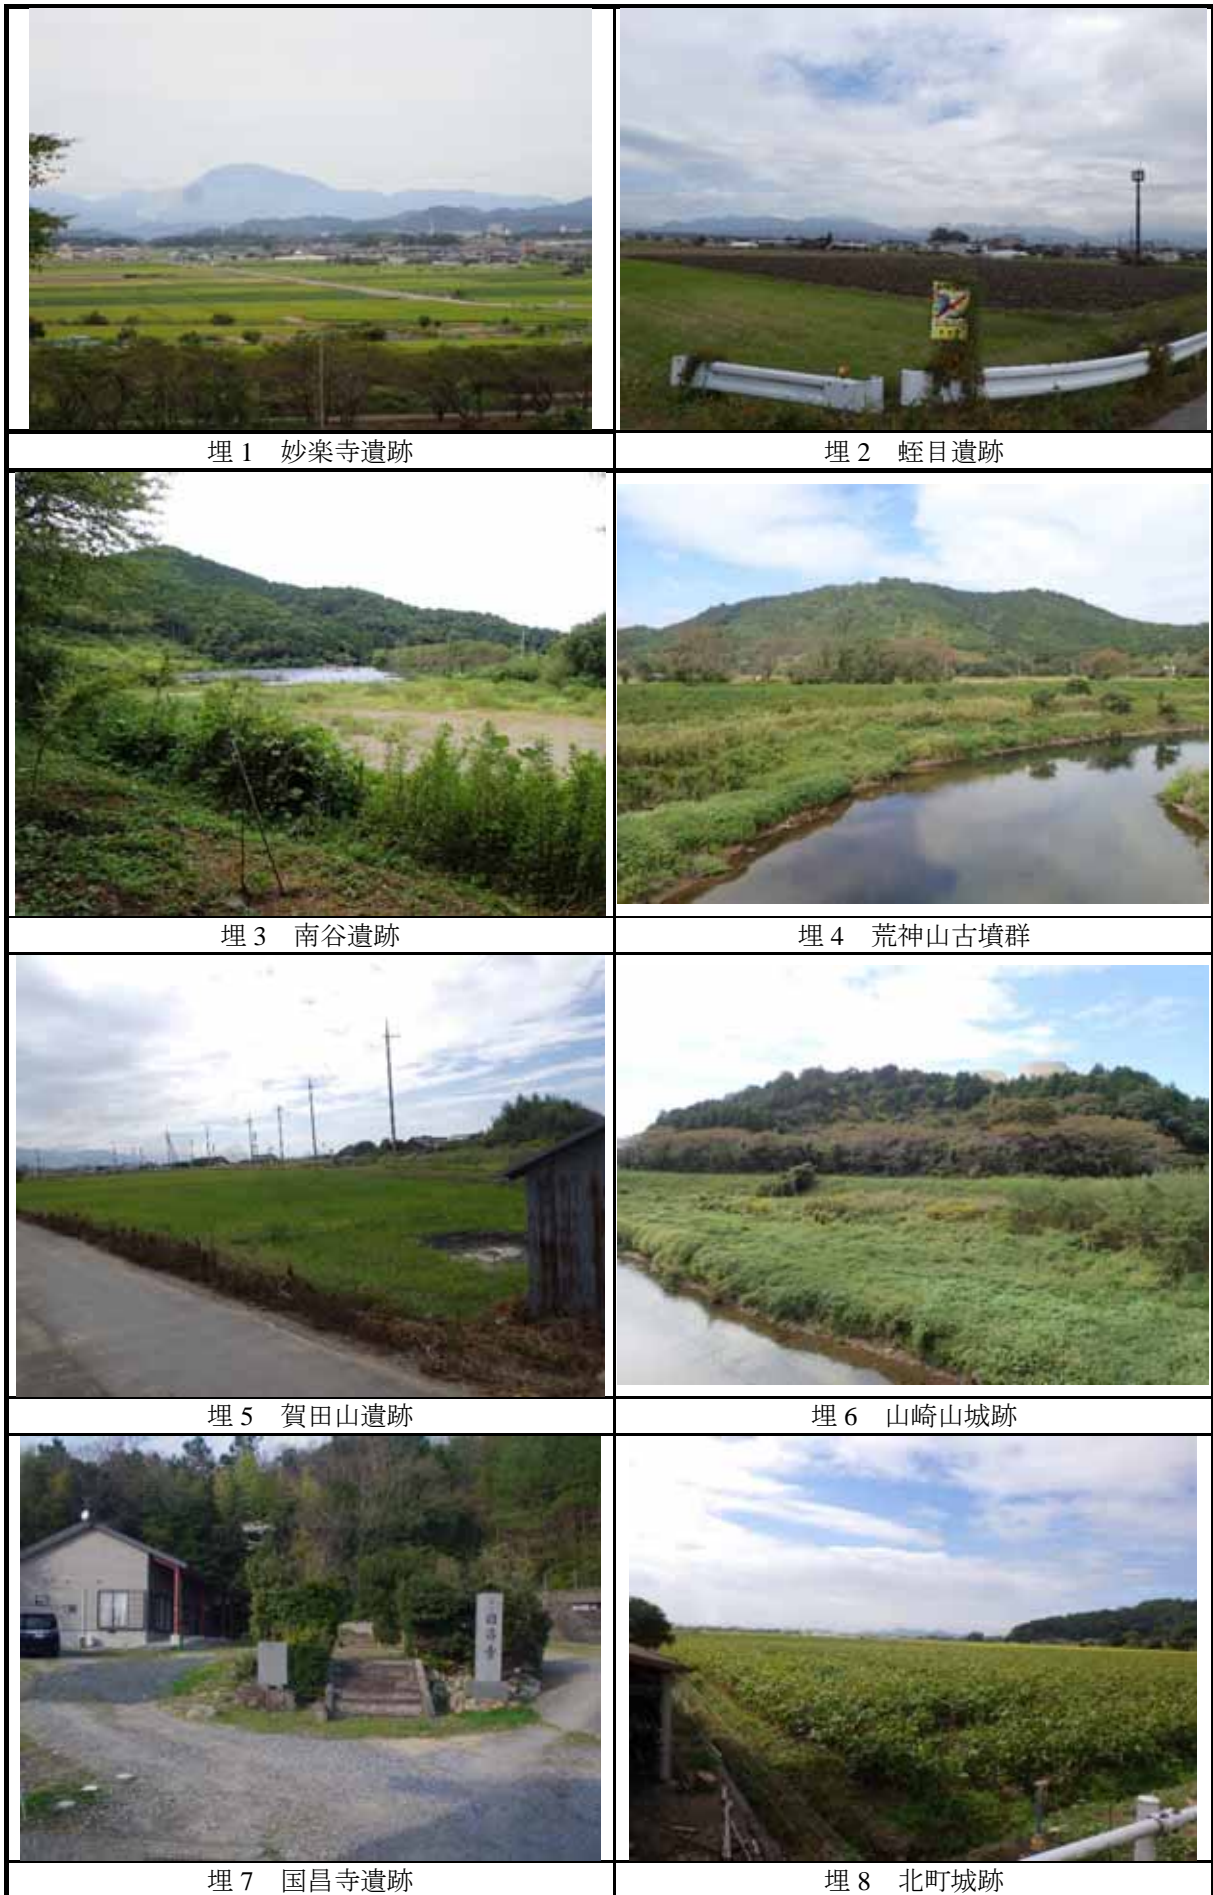 埋 1　妙楽寺遺跡
埋 2　蛭目遺跡
埋 3　南谷遺跡
埋 4　荒神山古墳群
埋 5　賀田山遺跡
埋 6　山崎山城跡
埋 7　国昌寺遺跡
埋 8　北町城跡